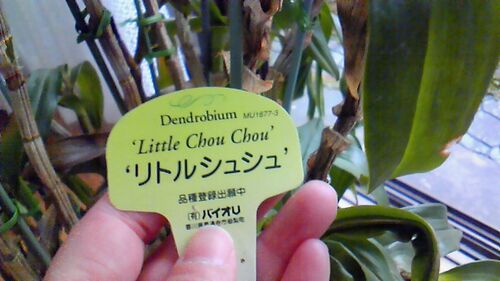 Dendrobium MU1677-3
'Little Chou Chou'
'リトルシュシュ'
品種登録出願中
(有)バイオU